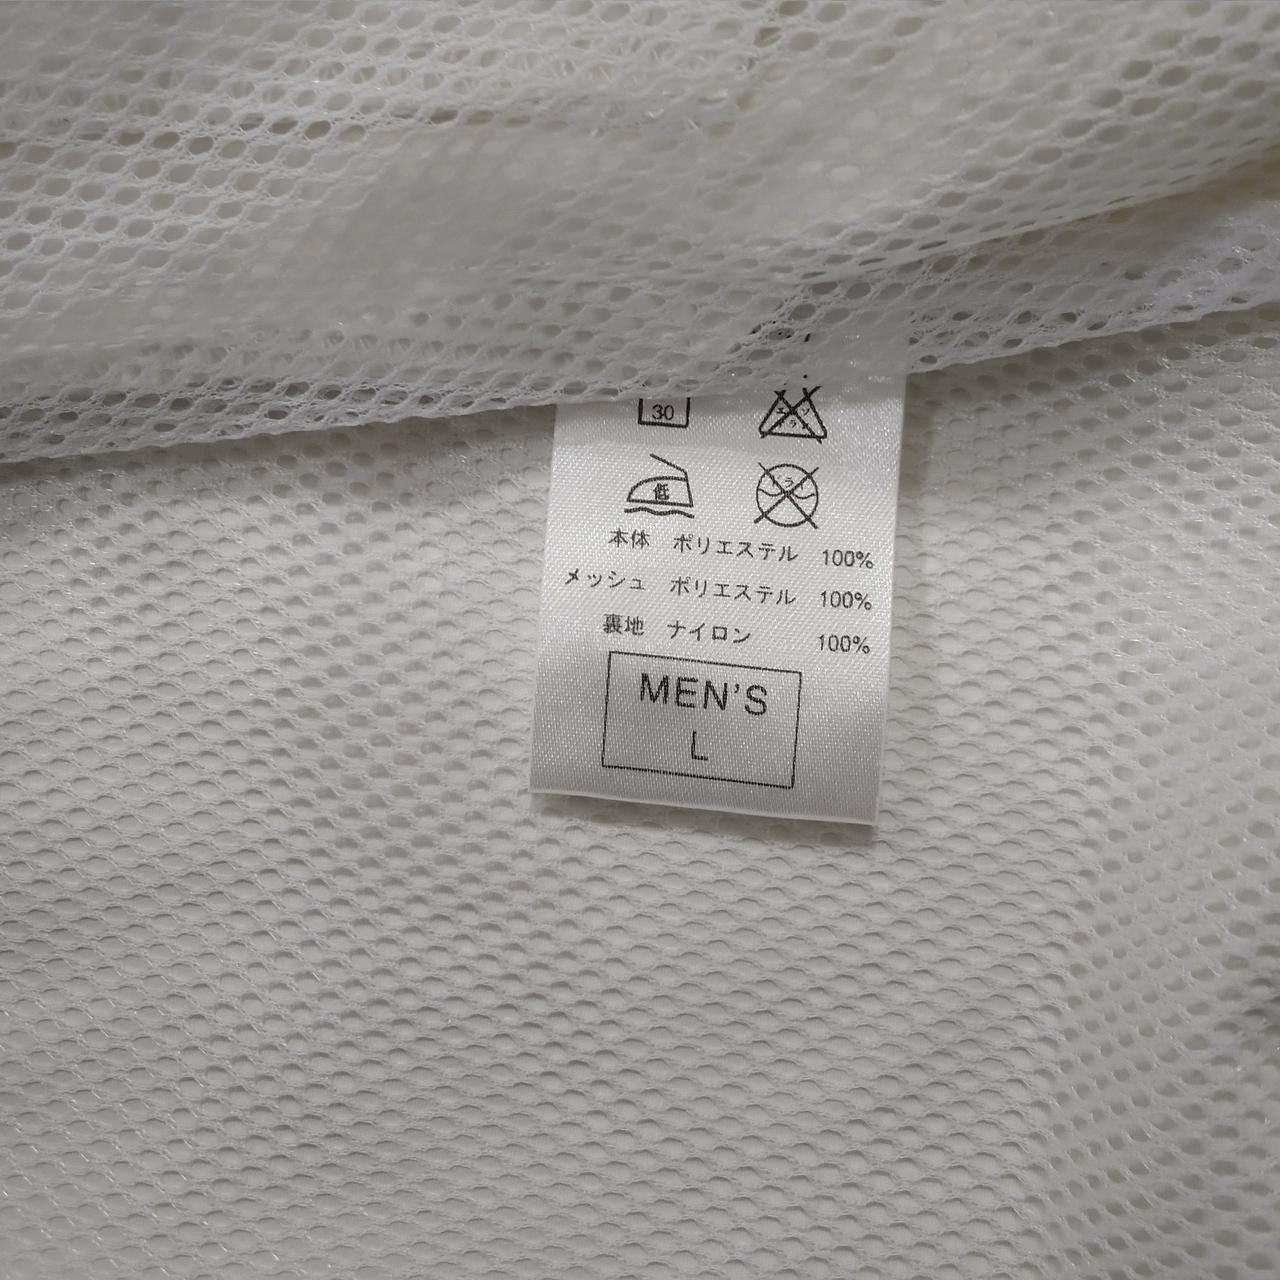 30
低
本体 ポリエステル 100%
メッシュ ポリエステル 100%
裏地 ナイロン 100%
MEN'S
L